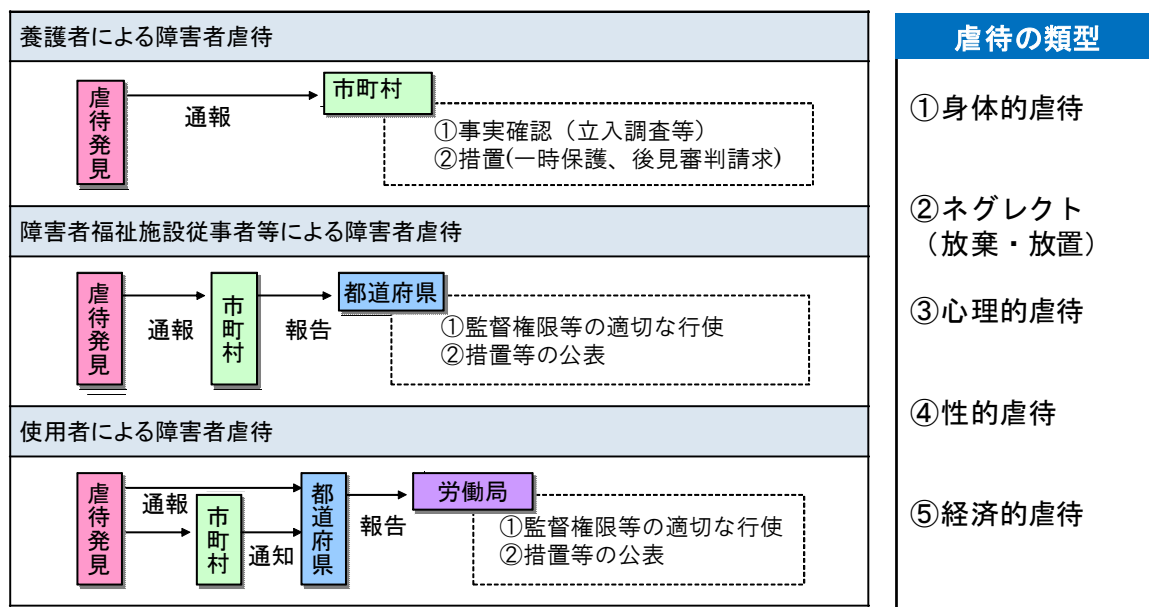 養護者による障害者虐待
虐待発見
通報
市町村
①事実確認（立入調査等）
②措置(一時保護、後見審判請求)
障害者福祉施設従事者等による障害者虐待
虐待発見
通報
市町村
報告
都道府県
①監督権限等の適切な行使
②措置等の公表
使用者による障害者虐待
虐待発見
通報
市町村
通知
都道府県
報告
労働局
①監督権限等の適切な行使
②措置等の公表
虐待の類型
①身体的虐待
②ネグレクト
（放棄・放置）
③心理的虐待
④性的虐待
⑤経済的虐待